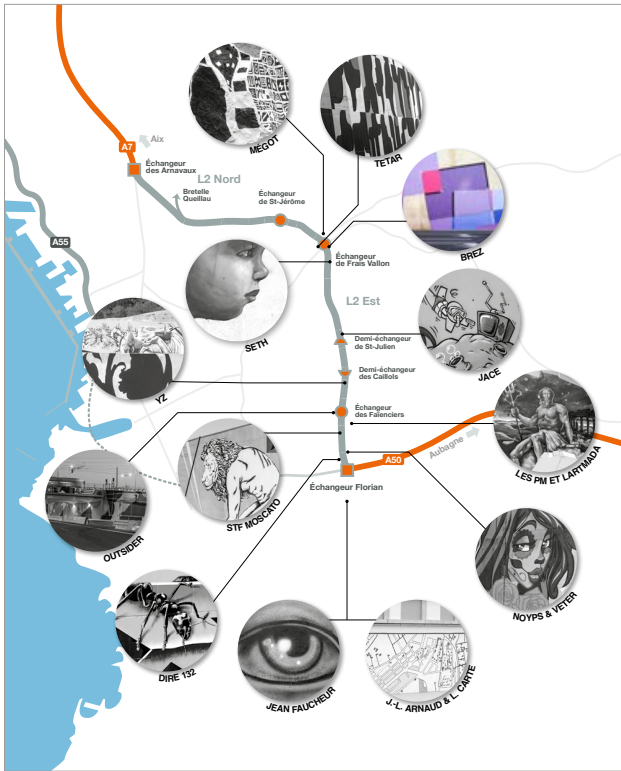 MÉGOT
TETAR
A7
Aix
Échangeur
des Arnavaux
L2 Nord
Bretelle
Queillau
Échangeur
de St-Jérôme
BREZ
A55
Échangeur
de Frais Vallon
SETH
L2 Est
JACE
Demi-échangeur
de St-Julien
YZ
Demi-échangeur
des Caillols
Échangeur
des Faïenciers
LES PM ET LARTMADA
Aubagne
A50
STF MOSCATO
Échangeur Florian
OUTSIDER
NOYPS & VETER
DIRE 132
JEAN FAUCHEUR
J.-L. ARNAUD & L. CARTE